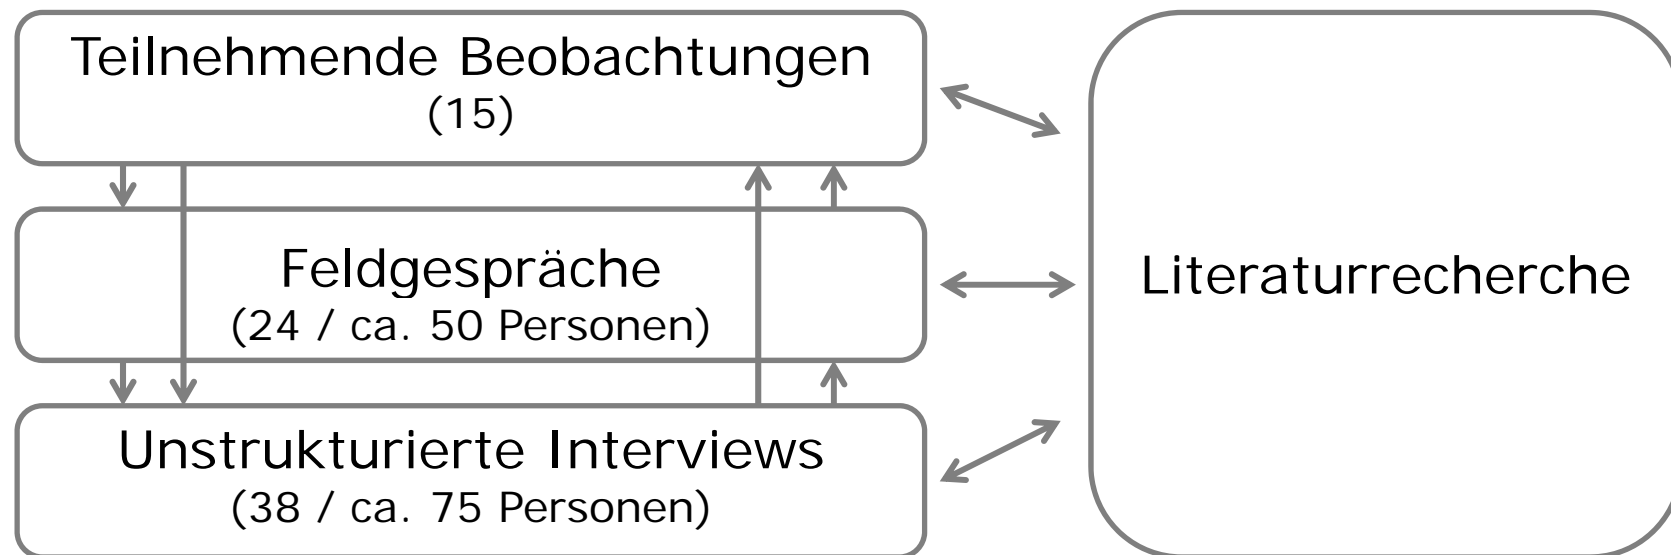 Teilnehmende Beobachtungen
(15)
Feldgespräche
(24 / ca. 50 Personen)
Unstrukturierte Interviews
(38 / ca. 75 Personen)
Literaturrecherche